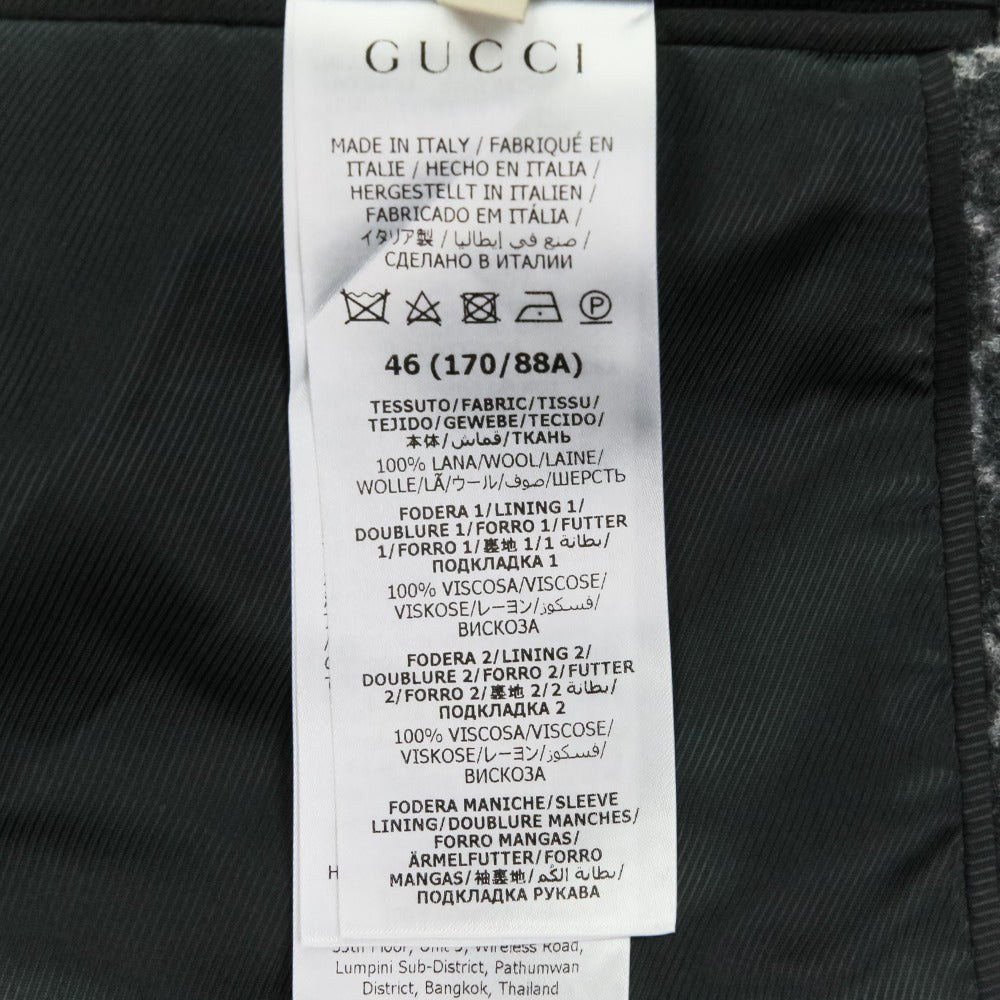 GUCCI
MADE IN ITALY / FABRIQUÉ EN
ITALIE / HECHO EN ITALIA /
HERGESTELLT IN ITALIEN /
FABRICADO EM ITÁLIA /
イタリア製 / صنع في إيطاليا /
СДЕЛАНО В ИТАЛИИ
P
46 (170/88A)
TESSUTO/FABRIC/TISSU/
TEJIDO/GEWEBE/TECIDO/
本体/قماش/ТКАНЬ
100% LANA/WOOL/LAINE/
WOLLE/LÃ/ウール/صوف/ШЕРСТЬ
FODERA 1/LINING 1/
DOUBLURE 1/FORRO 1/FUTTER
1/FORRO 1/裏地 1/1 بطانة/
ПОДКЛАДКА 1
100% VISCOSA/VISCOSE/
VISKOSE/レーヨン/فسكوز/
ВИСКОЗА
FODERA 2/LINING 2/
DOUBLURE 2/FORRO 2/FUTTER
2/FORRO 2/裏地 2/2 بطانة/
ПОДКЛАДКА 2
100% VISCOSA/VISCOSE/
VISKOSE/レーヨン/فسكوز/
ВИСКОЗА
FODERA MANICHE/SLEEVE
LINING/DOUBLURE MANCHES/
FORRO MANGAS/
ÄRMELFUTTER/FORRO
MANGAS/袖裏地/بطانة الكُم/
ПОДКЛАДКА РУКАВА
H
Wireless Road,
Lumpini Sub-District, Pathumwan
District, Bangkok, Thailand